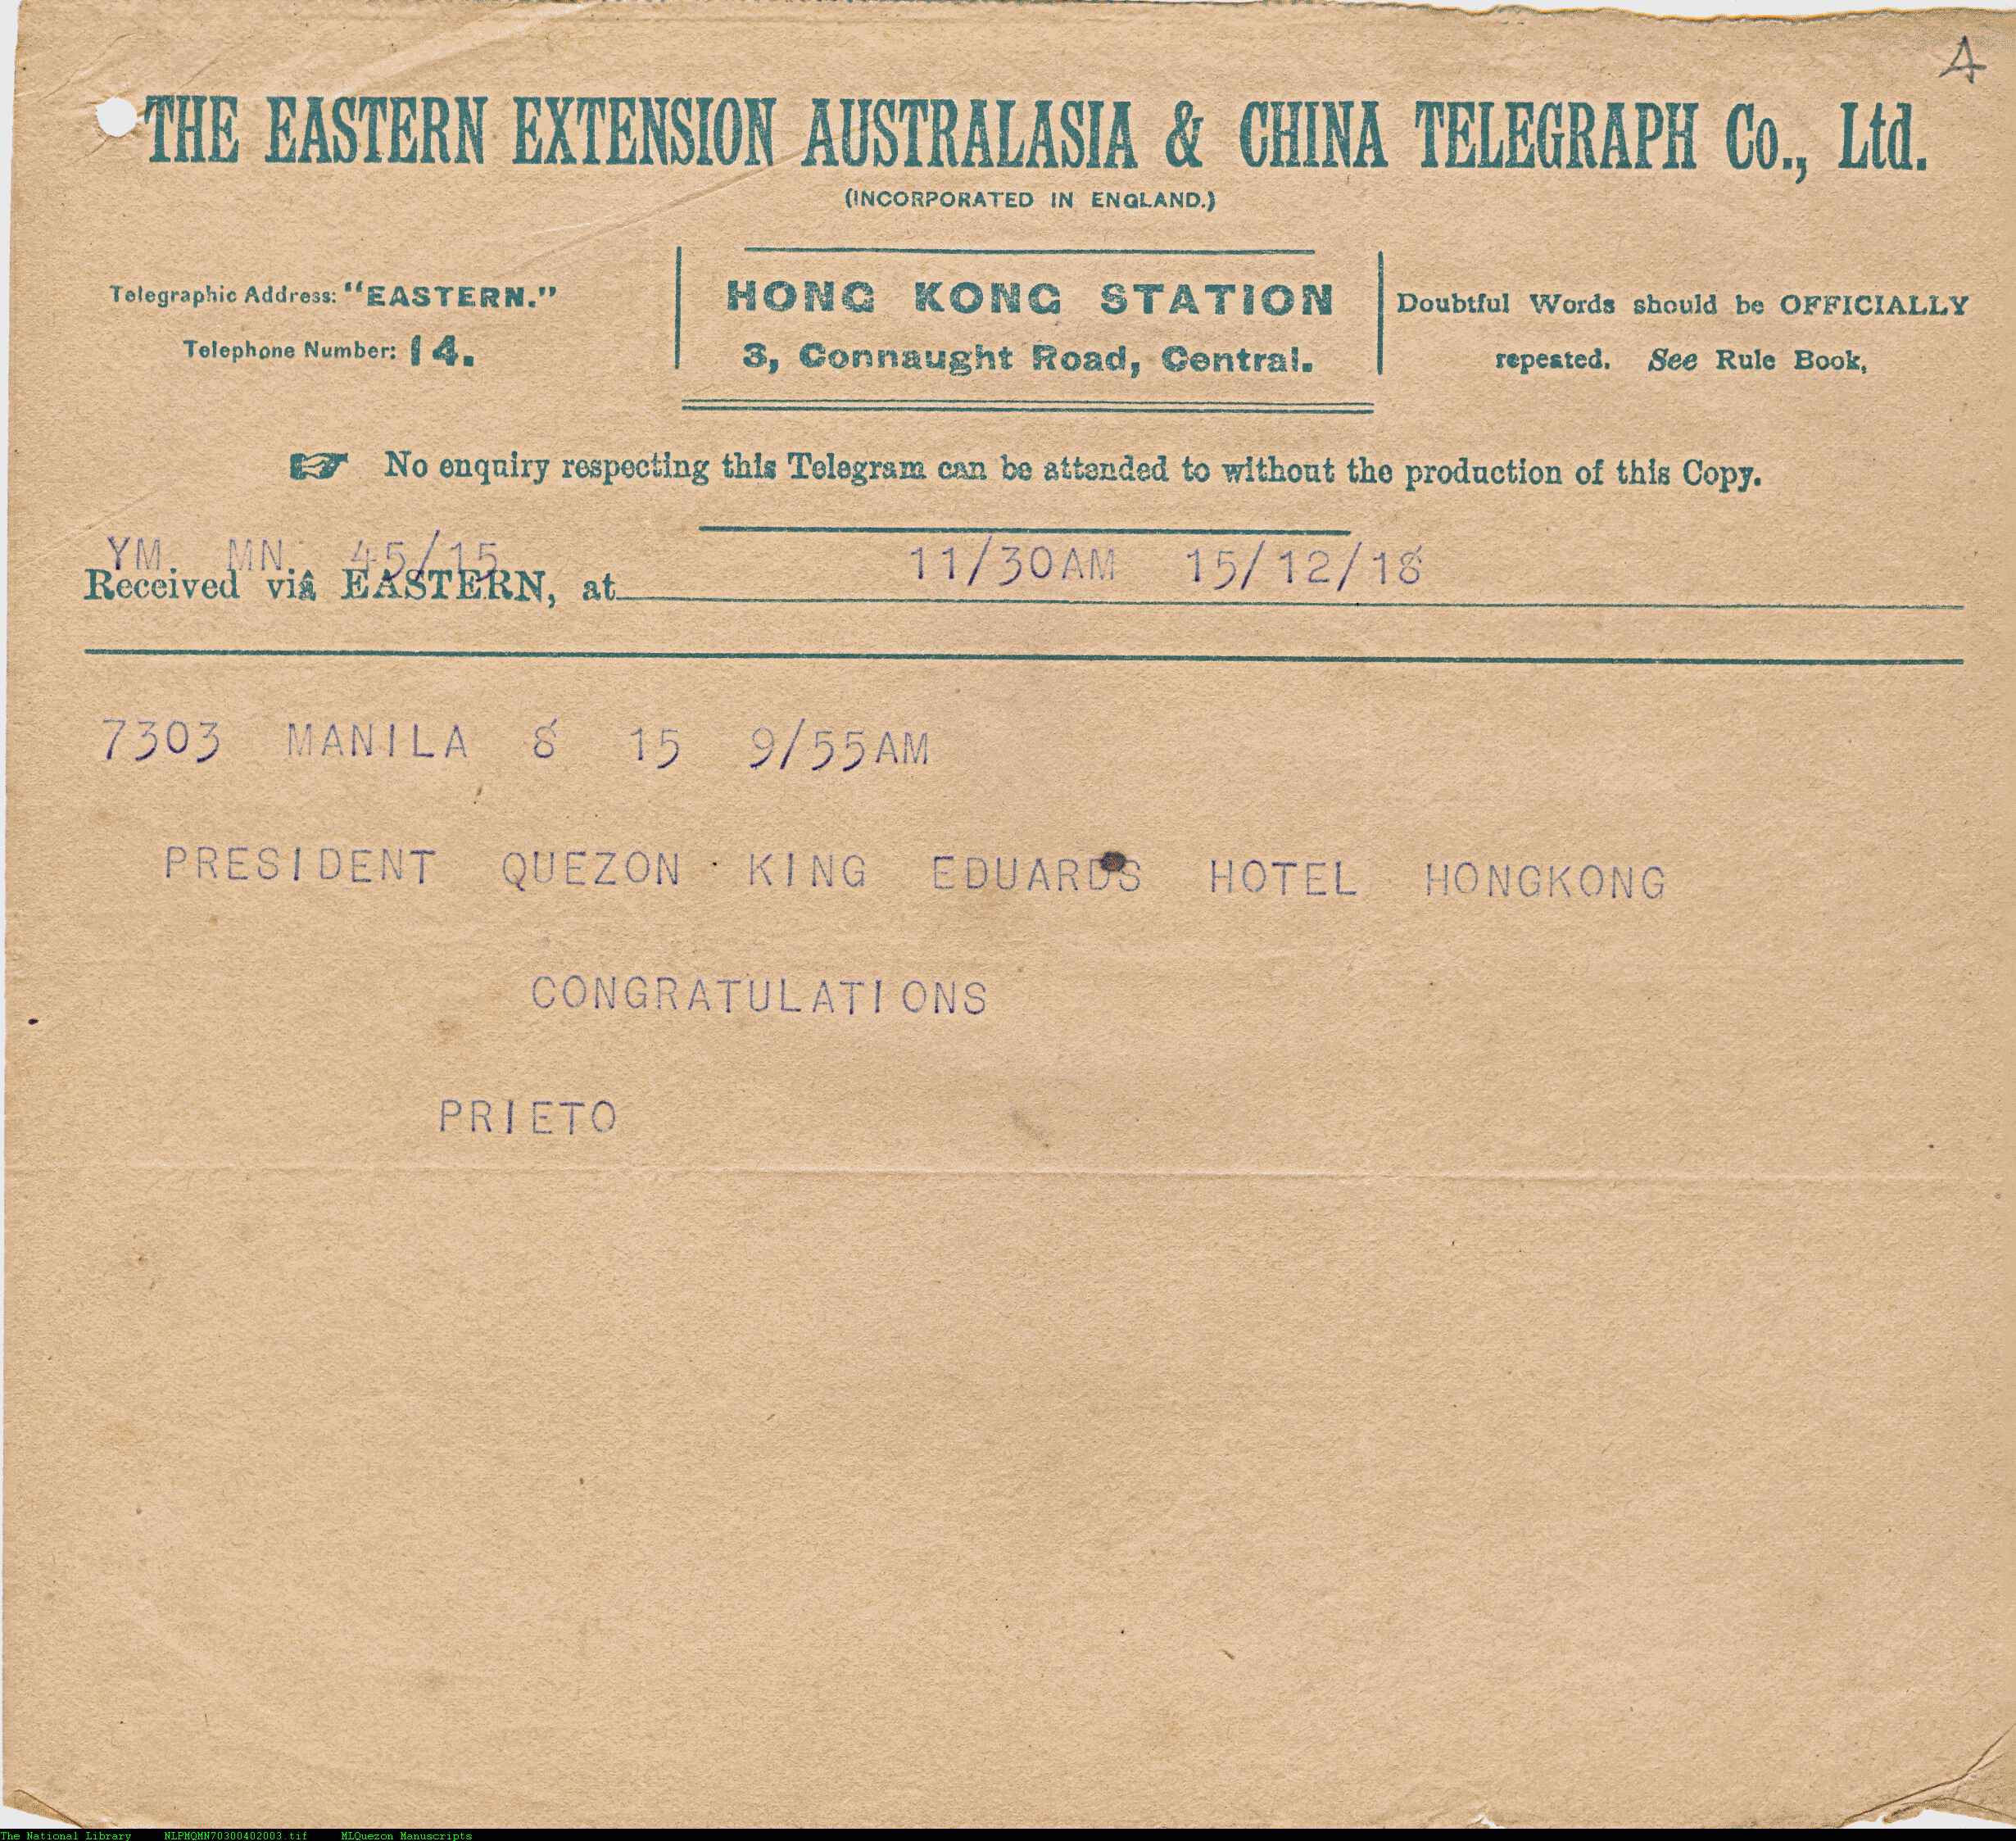 4
THE EASTERN EXTENSION AUSTRALASIA & CHINA TELEGRAPH Co., Ltd.
(INCORPORATED IN ENGLAND.)
Telegraphic Address: "EASTERN."
Telephone Number: 14.
HONG KONG STATION
3, Connaught Road, Central.
Doubtful Words should be OFFICIALLY
repeated. See Rule Book,
☞ No enquiry respecting this Telegram can be attended to without the production of this Copy.
YM MN 45/15 11/30AM 15/12/18
Received viâ EASTERN, at
7303 MANILA 8 15 9/55AM
PRESIDENT QUEZON KING EDUARDS HOTEL HONGKONG
CONGRATULATIONS
PRIETO
The National Library NLPMQMN70300402003.tif MLQuezon Manuscripts